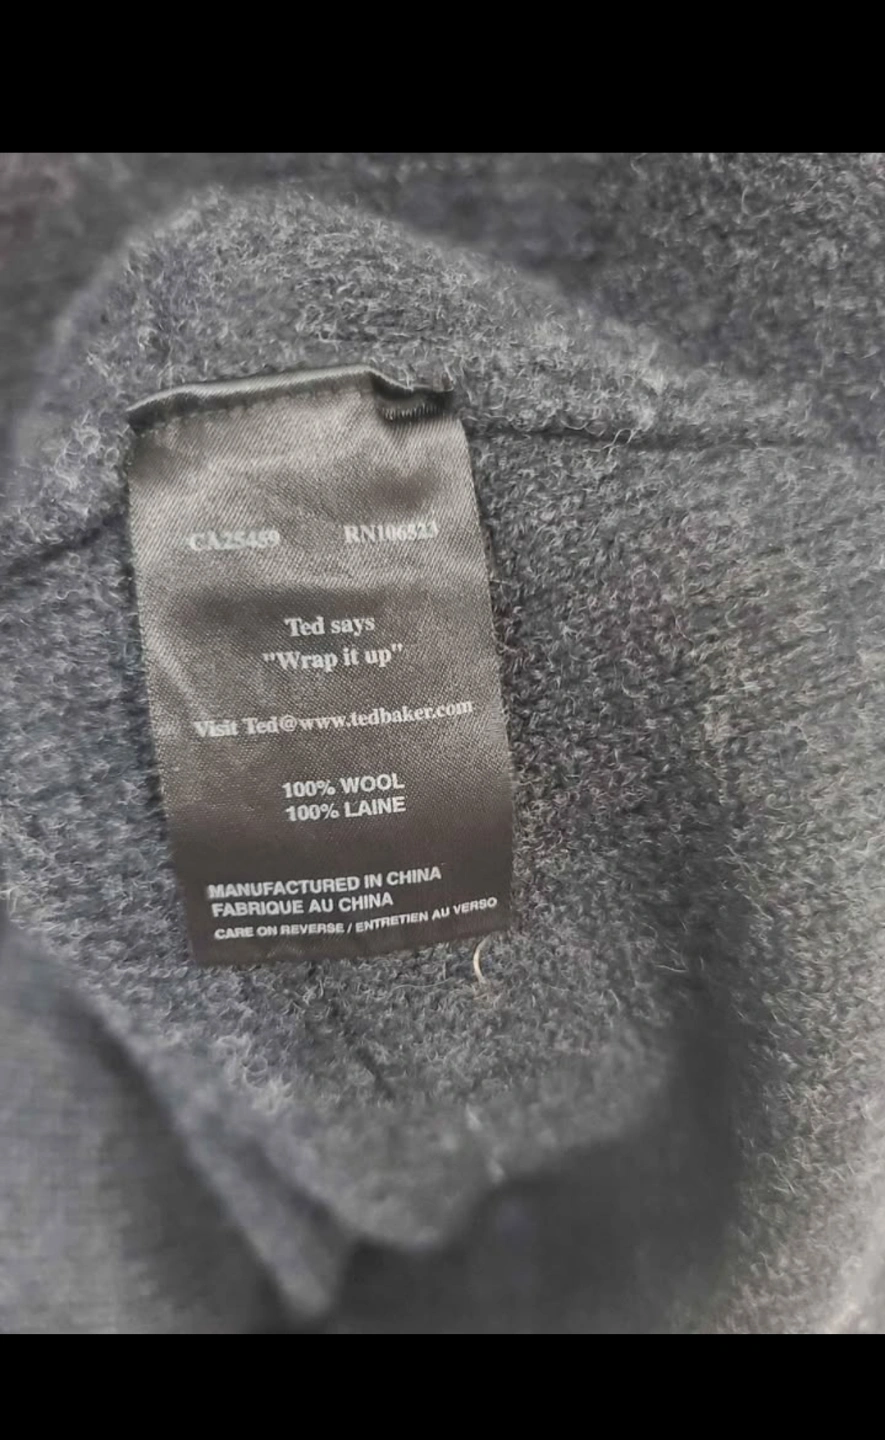 CA25459 RN106523
Ted says
"Wrap it up"
Visit Ted@www.tedbaker.com
100% WOOL
100% LAINE
MANUFACTURED IN CHINA
FABRIQUE AU CHINA
CARE ON REVERSE / ENTRETIEN AU VERSO